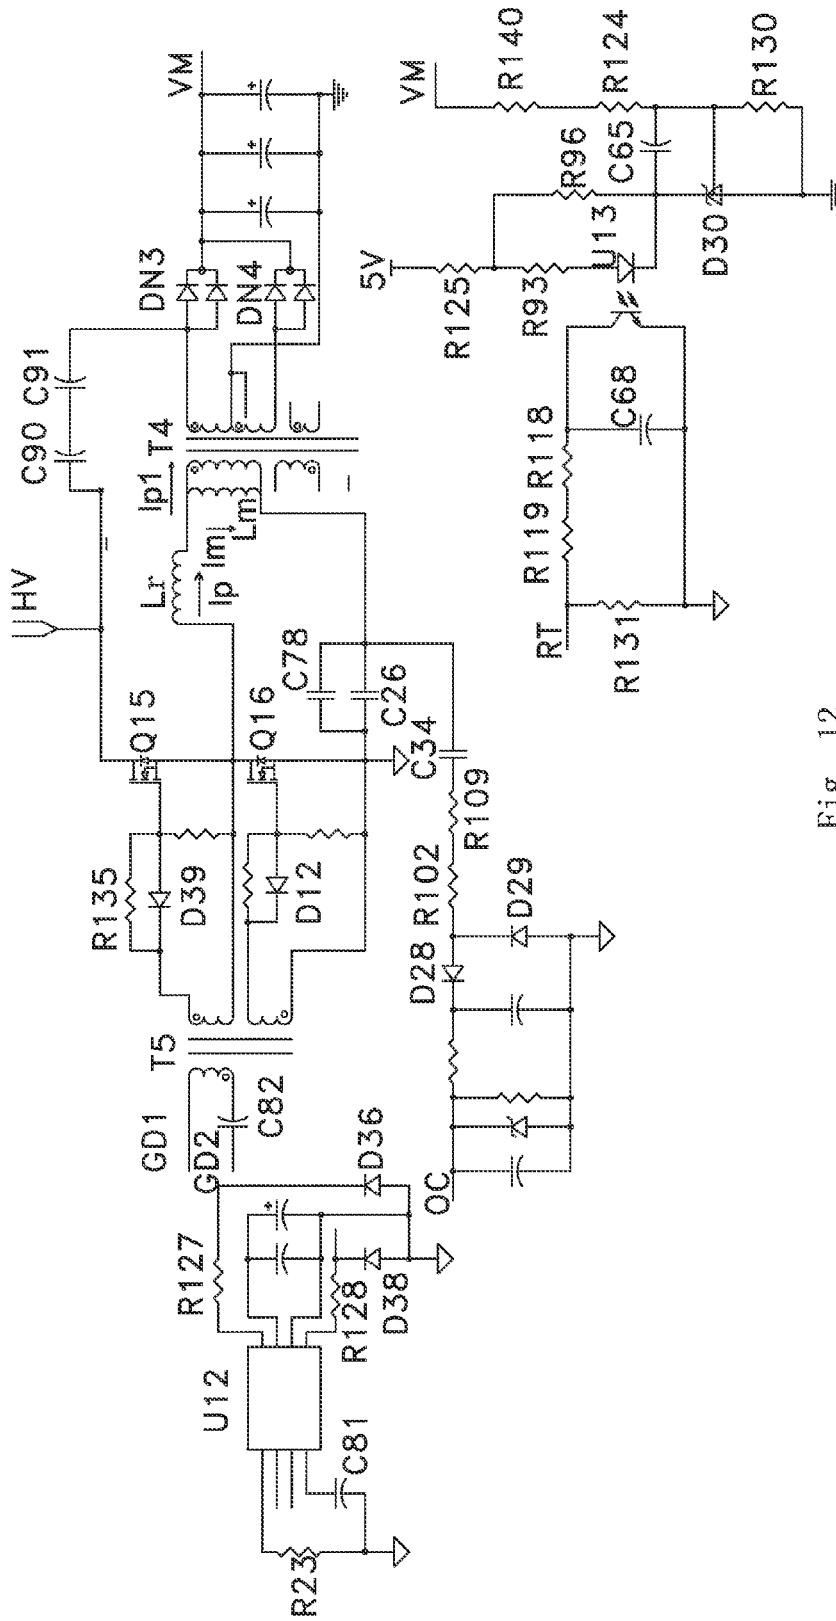 HV
C90
C91
VM
Ip1
T4
DN3
DN4
Lr
Ip
Im
Lm
Q15
Q16
R135
D39
D12
T5
GD1
GD2
C82
C78
C26
C34
R109
R102
D28
D29
OC
R127
R128
D36
D38
U12
C81
R23
VM
R140
R124
R130
R96
C65
5V
R125
R93
U13
D30
RT
R119
R118
C68
R131
Fig. 12